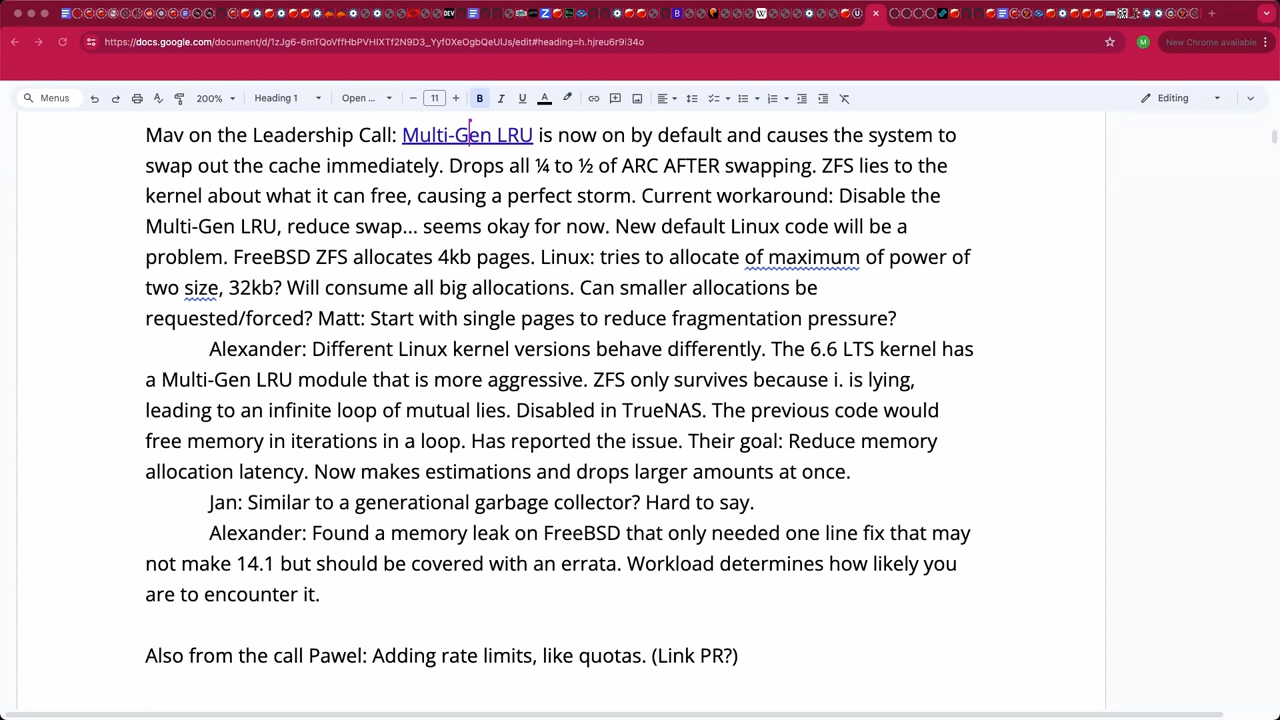 https://docs.google.com/document/d/1zJg6-6mTQoVffHbPVHIXTf2N9D3_Yyf0XeOgbQeUIJs/edit#heading=h.hjreu6r9i34o
M
New Chrome available
Menus
200%
Heading 1
Open ...
11
B
I
U
A
Editing
Mav on the Leadership Call: Multi-Gen LRU is now on by default and causes the system to
swap out the cache immediately. Drops all ¼ to ½ of ARC AFTER swapping. ZFS lies to the
kernel about what it can free, causing a perfect storm. Current workaround: Disable the
Multi-Gen LRU, reduce swap... seems okay for now. New default Linux code will be a
problem. FreeBSD ZFS allocates 4kb pages. Linux: tries to allocate of maximum of power of
two size, 32kb? Will consume all big allocations. Can smaller allocations be
requested/forced? Matt: Start with single pages to reduce fragmentation pressure?
Alexander: Different Linux kernel versions behave differently. The 6.6 LTS kernel has
a Multi-Gen LRU module that is more aggressive. ZFS only survives because i. is lying,
leading to an infinite loop of mutual lies. Disabled in TrueNAS. The previous code would
free memory in iterations in a loop. Has reported the issue. Their goal: Reduce memory
allocation latency. Now makes estimations and drops larger amounts at once.
Jan: Similar to a generational garbage collector? Hard to say.
Alexander: Found a memory leak on FreeBSD that only needed one line fix that may
not make 14.1 but should be covered with an errata. Workload determines how likely you
are to encounter it.
Also from the call Pawel: Adding rate limits, like quotas. (Link PR?)